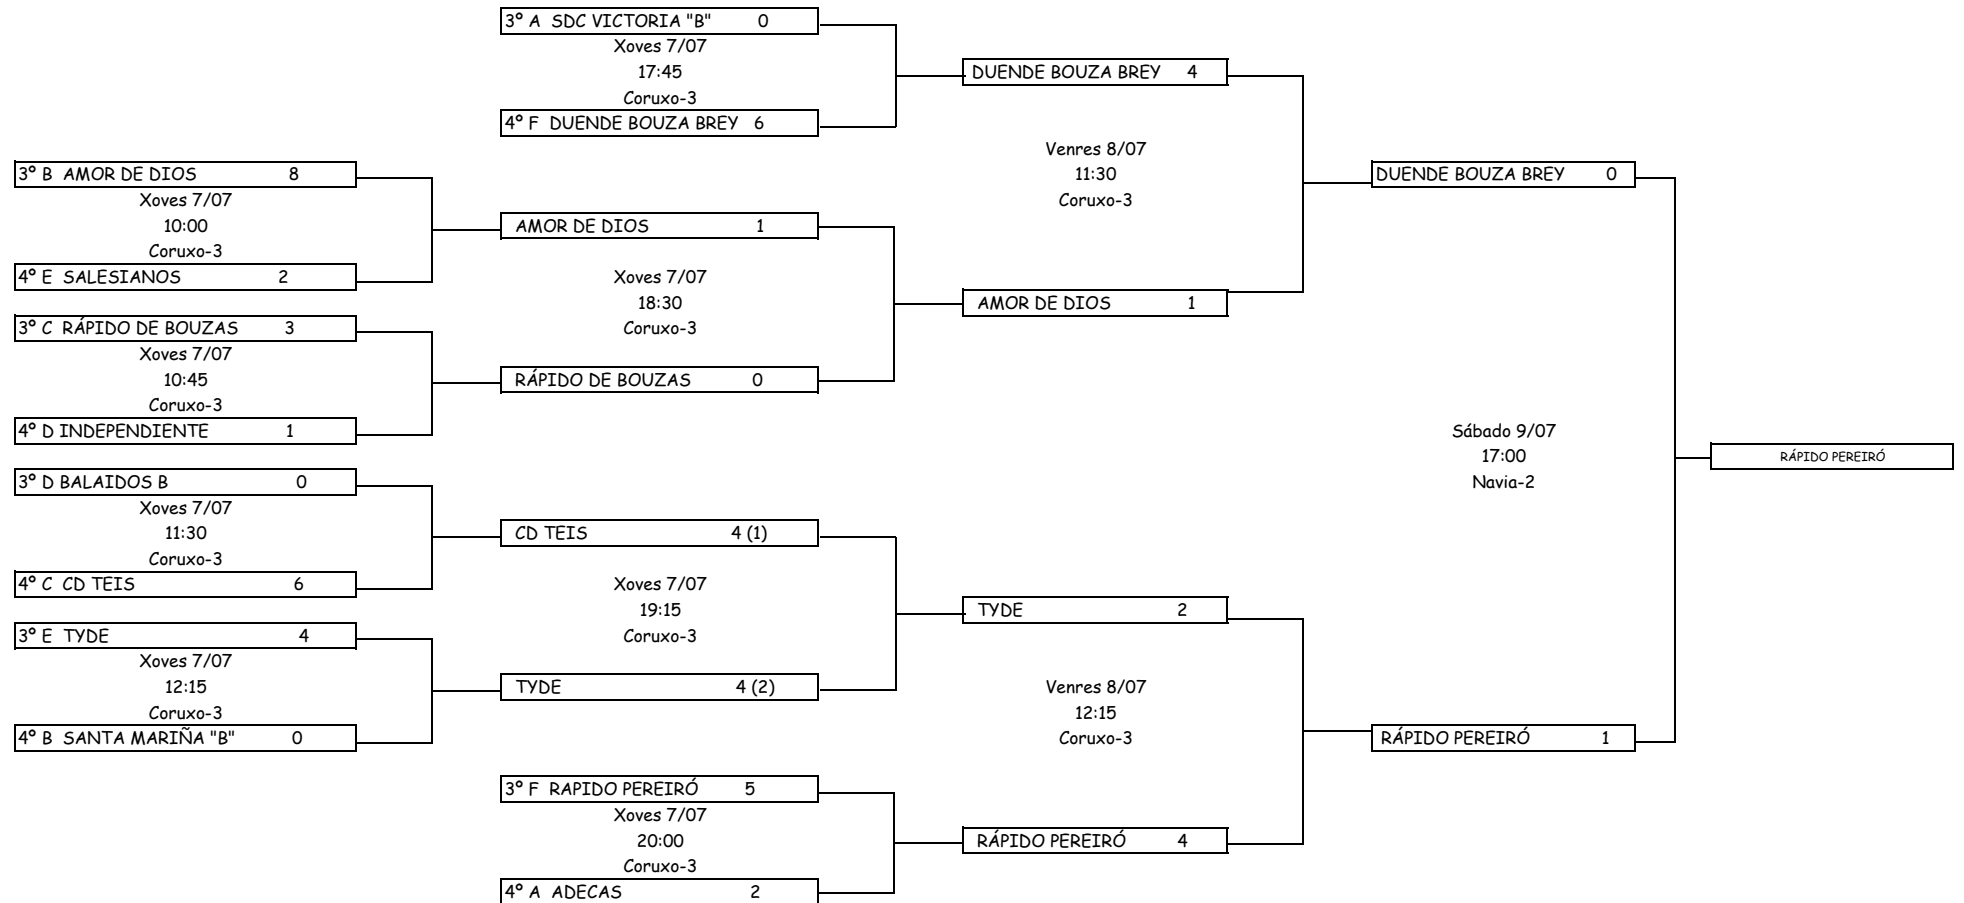 3º A SDC VICTORIA "B" 0
Xoves 7/07
17:45
Coruxo-3
4º F DUENDE BOUZA BREY 6
3º B AMOR DE DIOS 8
Xoves 7/07
10:00
Coruxo-3
4º E SALESIANOS 2
3º C RÁPIDO DE BOUZAS 3
Xoves 7/07
10:45
Coruxo-3
4º D INDEPENDIENTE 1
3º D BALAIDOS B 0
Xoves 7/07
11:30
Coruxo-3
4º C CD TEIS 6
3º E TYDE 4
Xoves 7/07
12:15
Coruxo-3
4º B SANTA MARIÑA "B" 0
AMOR DE DIOS 1
Xoves 7/07
18:30
Coruxo-3
RÁPIDO DE BOUZAS 0
CD TEIS 4 (1)
Xoves 7/07
19:15
Coruxo-3
TYDE 4 (2)
3º F RAPIDO PEREIRÓ 5
Xoves 7/07
20:00
Coruxo-3
4º A ADECAS 2
DUENDE BOUZA BREY 4
Venres 8/07
11:30
Coruxo-3
AMOR DE DIOS 1
TYDE 2
Venres 8/07
12:15
Coruxo-3
RÁPIDO PEREIRÓ 4
DUENDE BOUZA BREY 0
Sábado 9/07
17:00
Navia-2
RÁPIDO PEREIRÓ 1
RÁPIDO PEREIRÓ